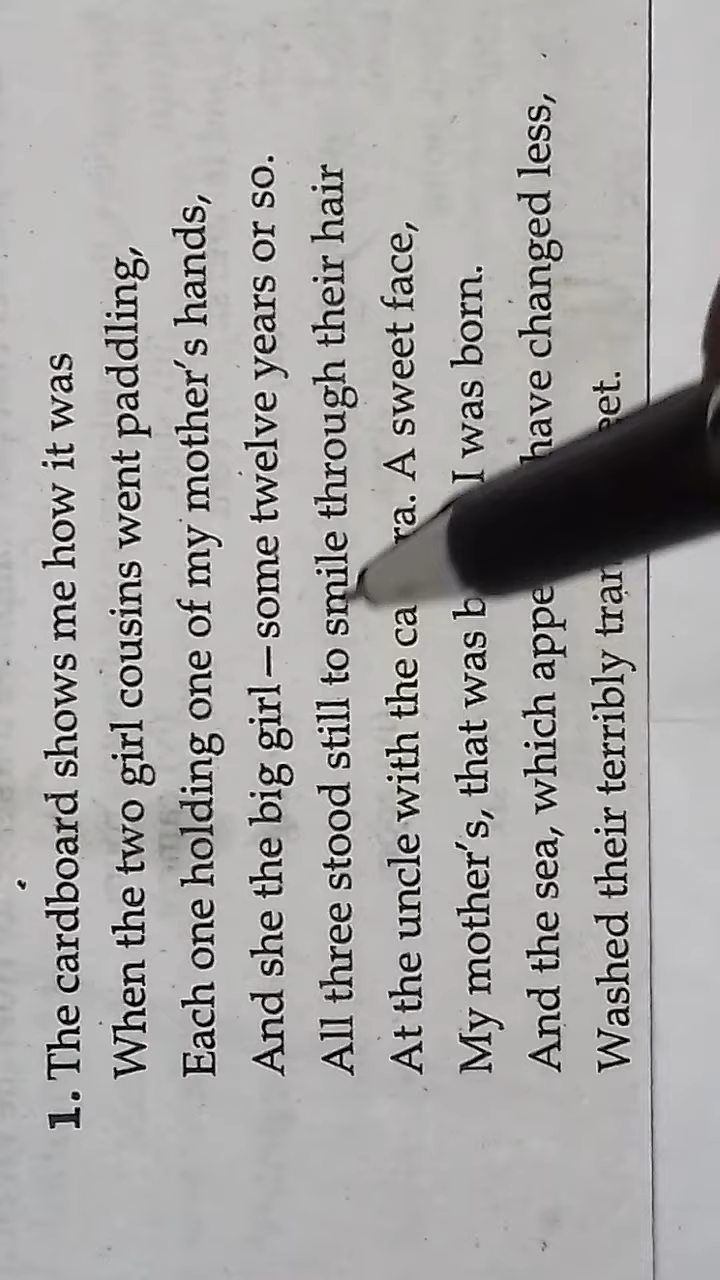 1. The cardboard shows me how it was
When the two girl cousins went paddling,
Each one holding one of my mother's hands,
And she the big girl—some twelve years or so.
All three stood still to smile through their hair
At the uncle with the ca ra. A sweet face,
My mother's, that was b I was born.
And the sea, which appe have changed less,
Washed their terribly tran eet.